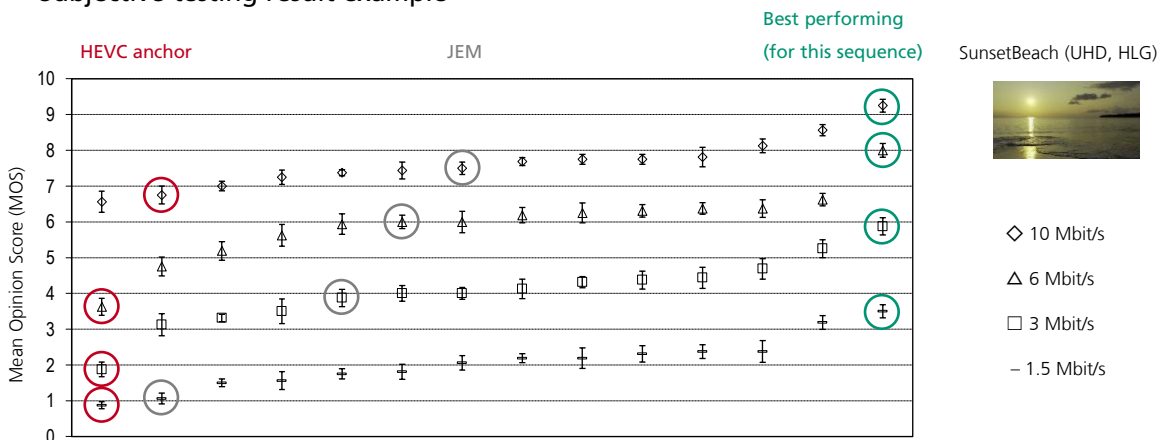 Subjective testing result example
Best performing
HEVC anchor
JEM
(for this sequence)
SunsetBeach (UHD, HLG)
Mean Opinion Score (MOS)
10
9
8
7
6
5
4
3
2
1
0
10 Mbit/s
6 Mbit/s
3 Mbit/s
– 1.5 Mbit/s